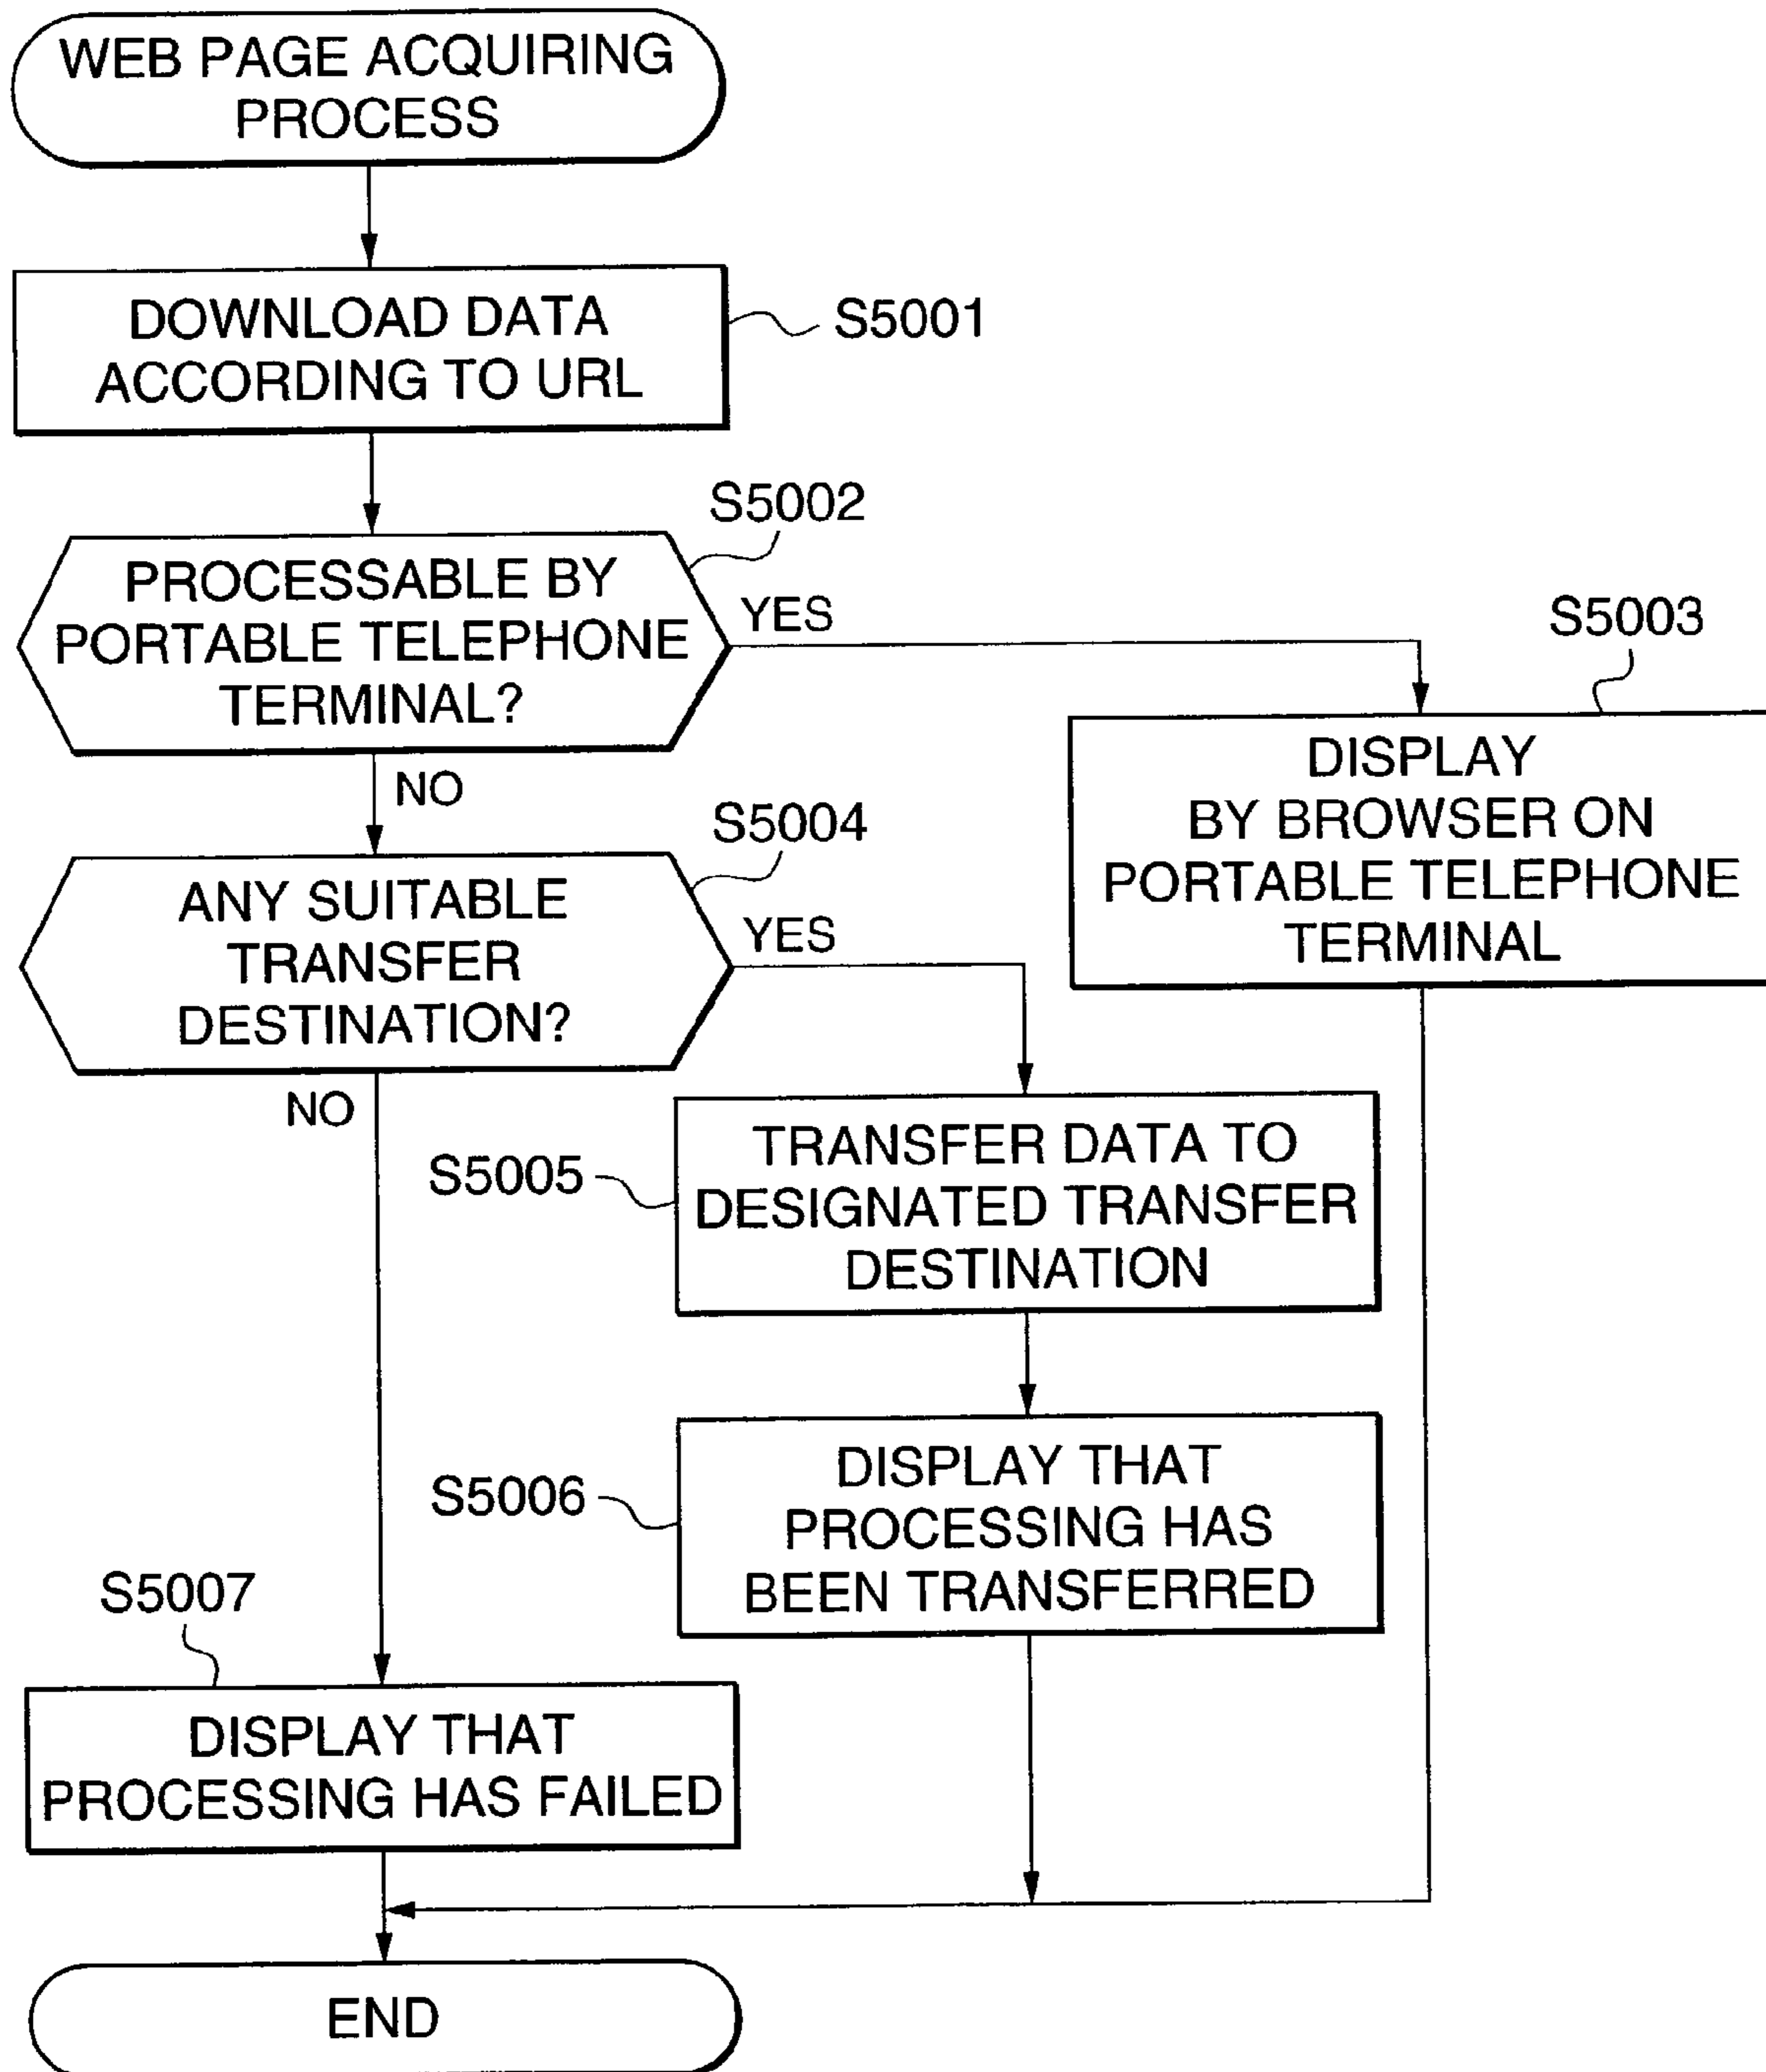 WEB PAGE ACQUIRING
PROCESS
DOWNLOAD DATA
ACCORDING TO URL
S5001
S5002
PROCESSABLE BY
PORTABLE TELEPHONE
TERMINAL?
YES
NO
S5003
DISPLAY
BY BROWSER ON
PORTABLE TELEPHONE
TERMINAL
S5004
ANY SUITABLE
TRANSFER
DESTINATION?
YES
NO
S5005
TRANSFER DATA TO
DESIGNATED TRANSFER
DESTINATION
S5006
DISPLAY THAT
PROCESSING HAS
BEEN TRANSFERRED
S5007
DISPLAY THAT
PROCESSING HAS FAILED
END